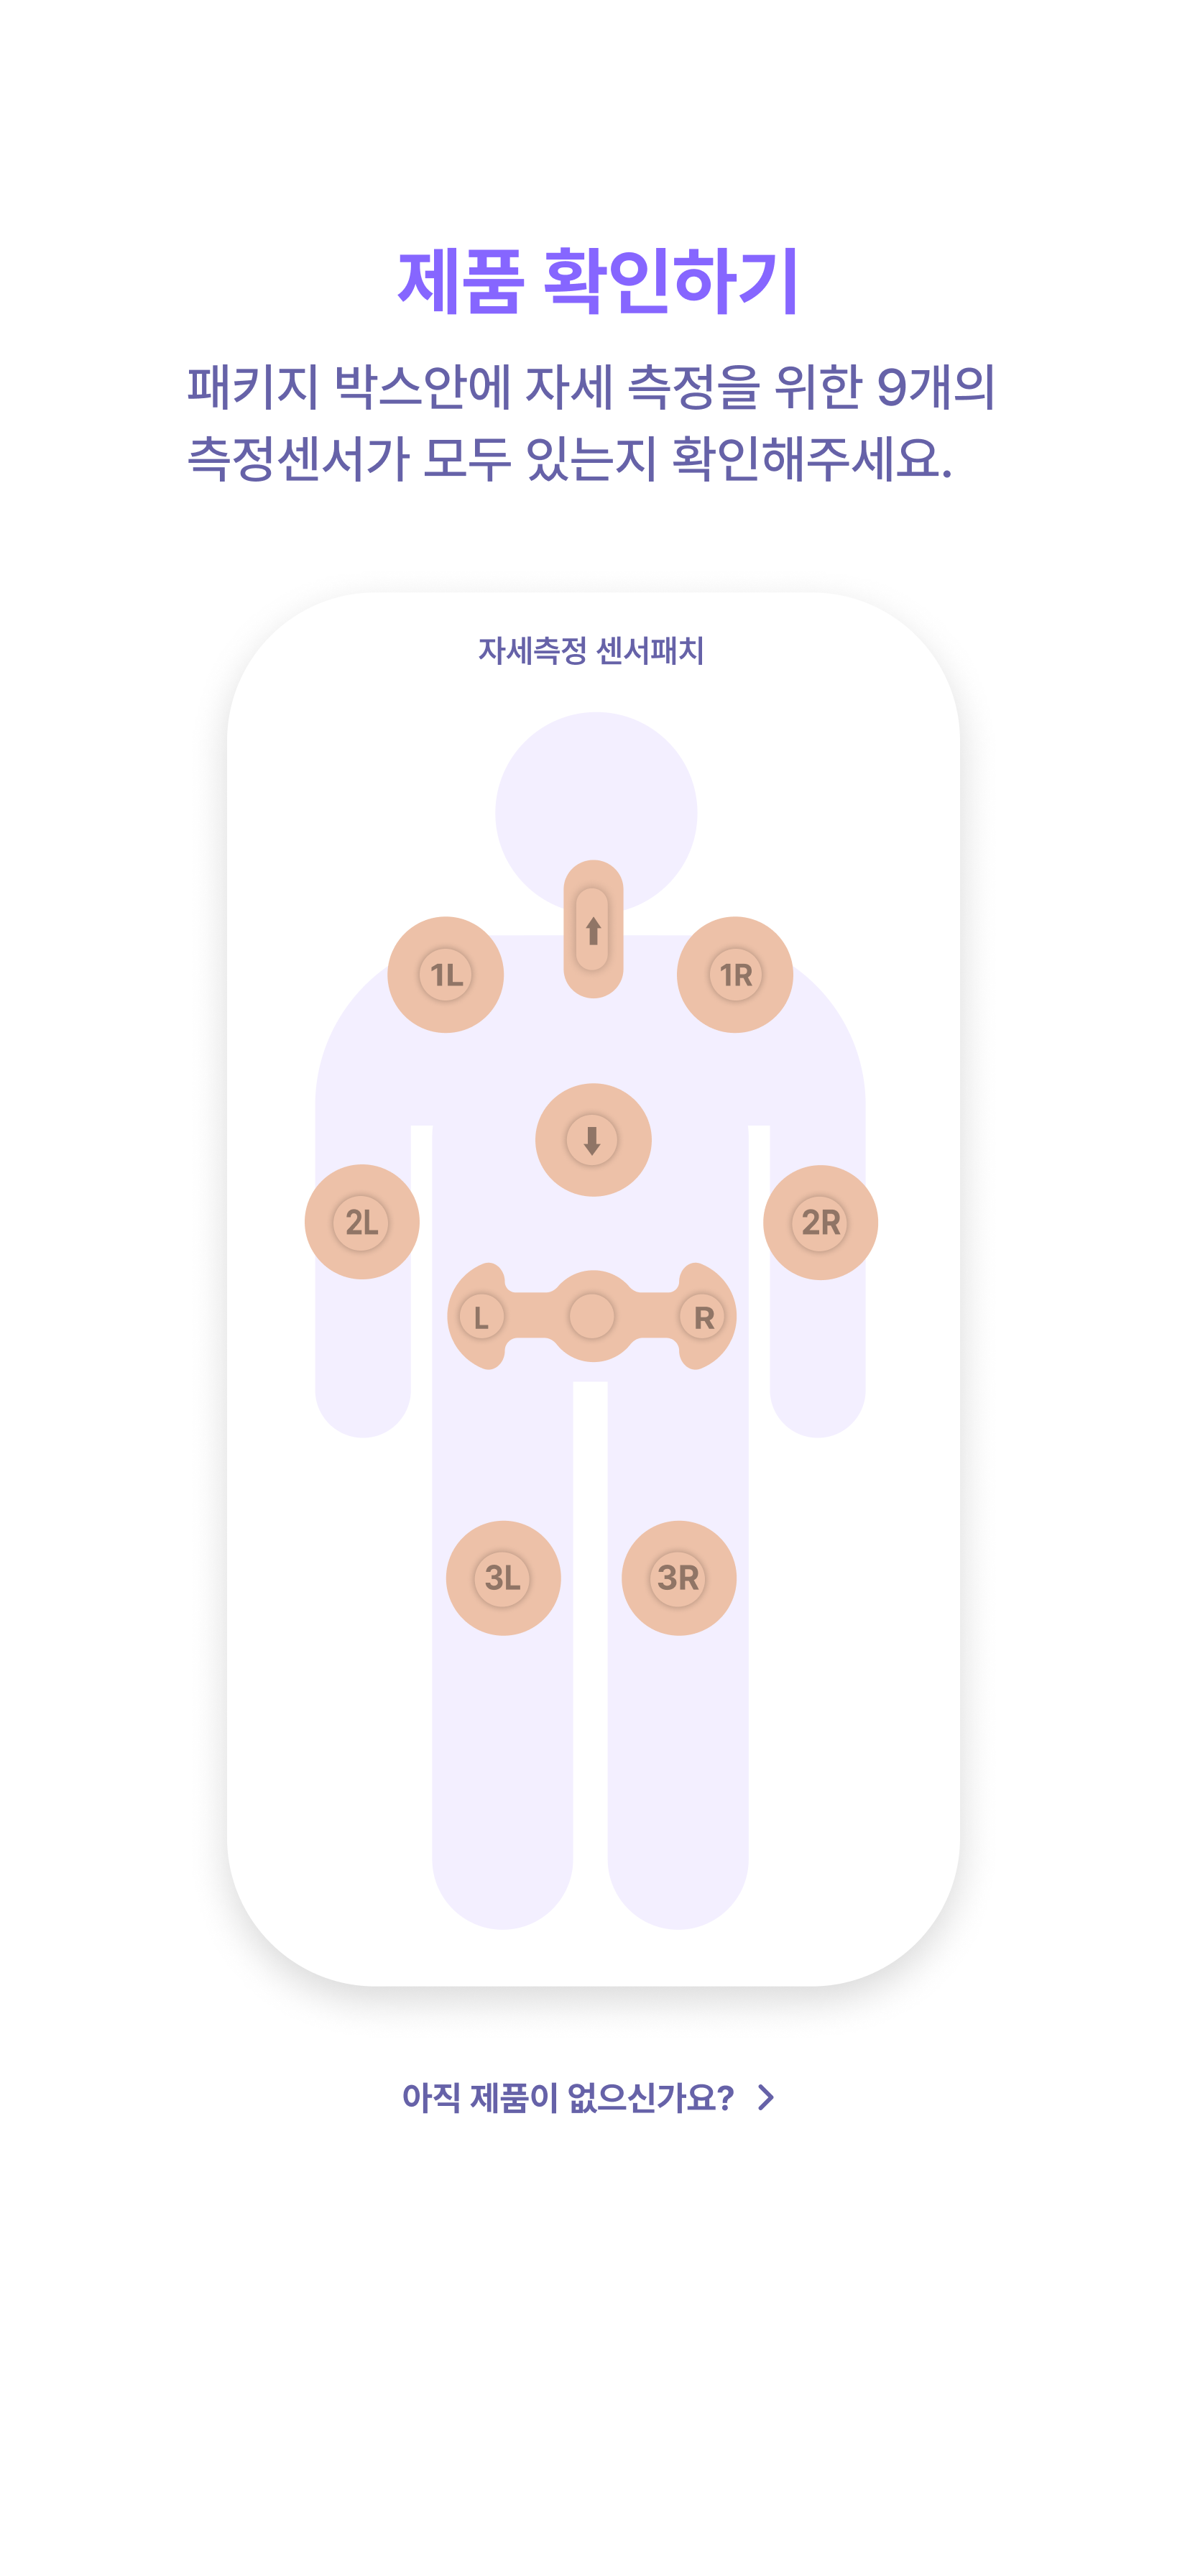 제품 확인하기
패키지 박스안에 자세 측정을 위한 9개의
측정센서가 모두 있는지 확인해주세요.
자세측정 센서패치
1L
1R
2L
2R
L
R
3L
3R
아직 제품이 없으신가요?